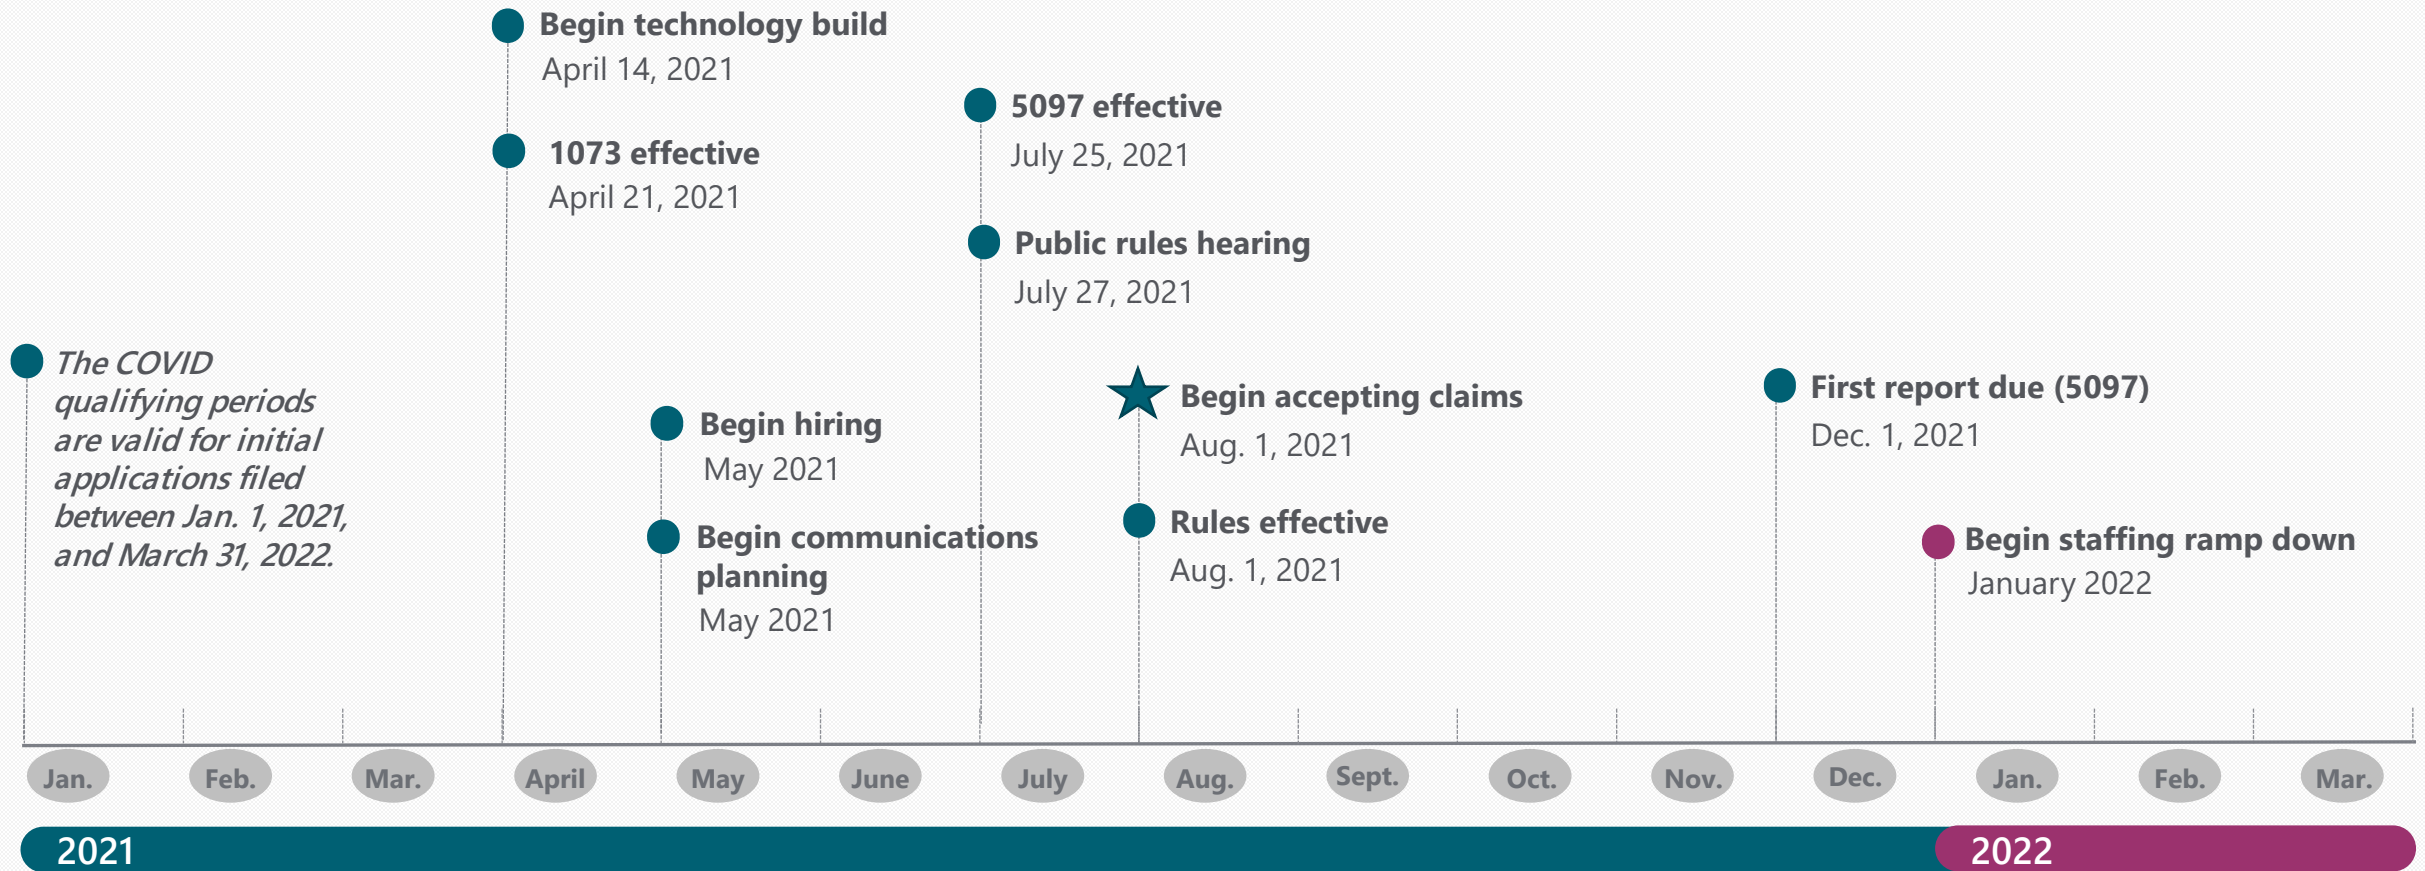 Begin technology build
April 14, 2021
1073 effective
April 21, 2021
5097 effective
July 25, 2021
Public rules hearing
July 27, 2021
The COVID
qualifying periods
are valid for initial
applications filed
between Jan. 1, 2021,
and March 31, 2022.
Begin hiring
May 2021
Begin communications
planning
May 2021
Begin accepting claims
Aug. 1, 2021
Rules effective
Aug. 1, 2021
First report due (5097)
Dec. 1, 2021
Begin staffing ramp down
January 2022
Jan. Feb. Mar. April May June July Aug. Sept. Oct. Nov. Dec. Jan. Feb. Mar.
2021 2022